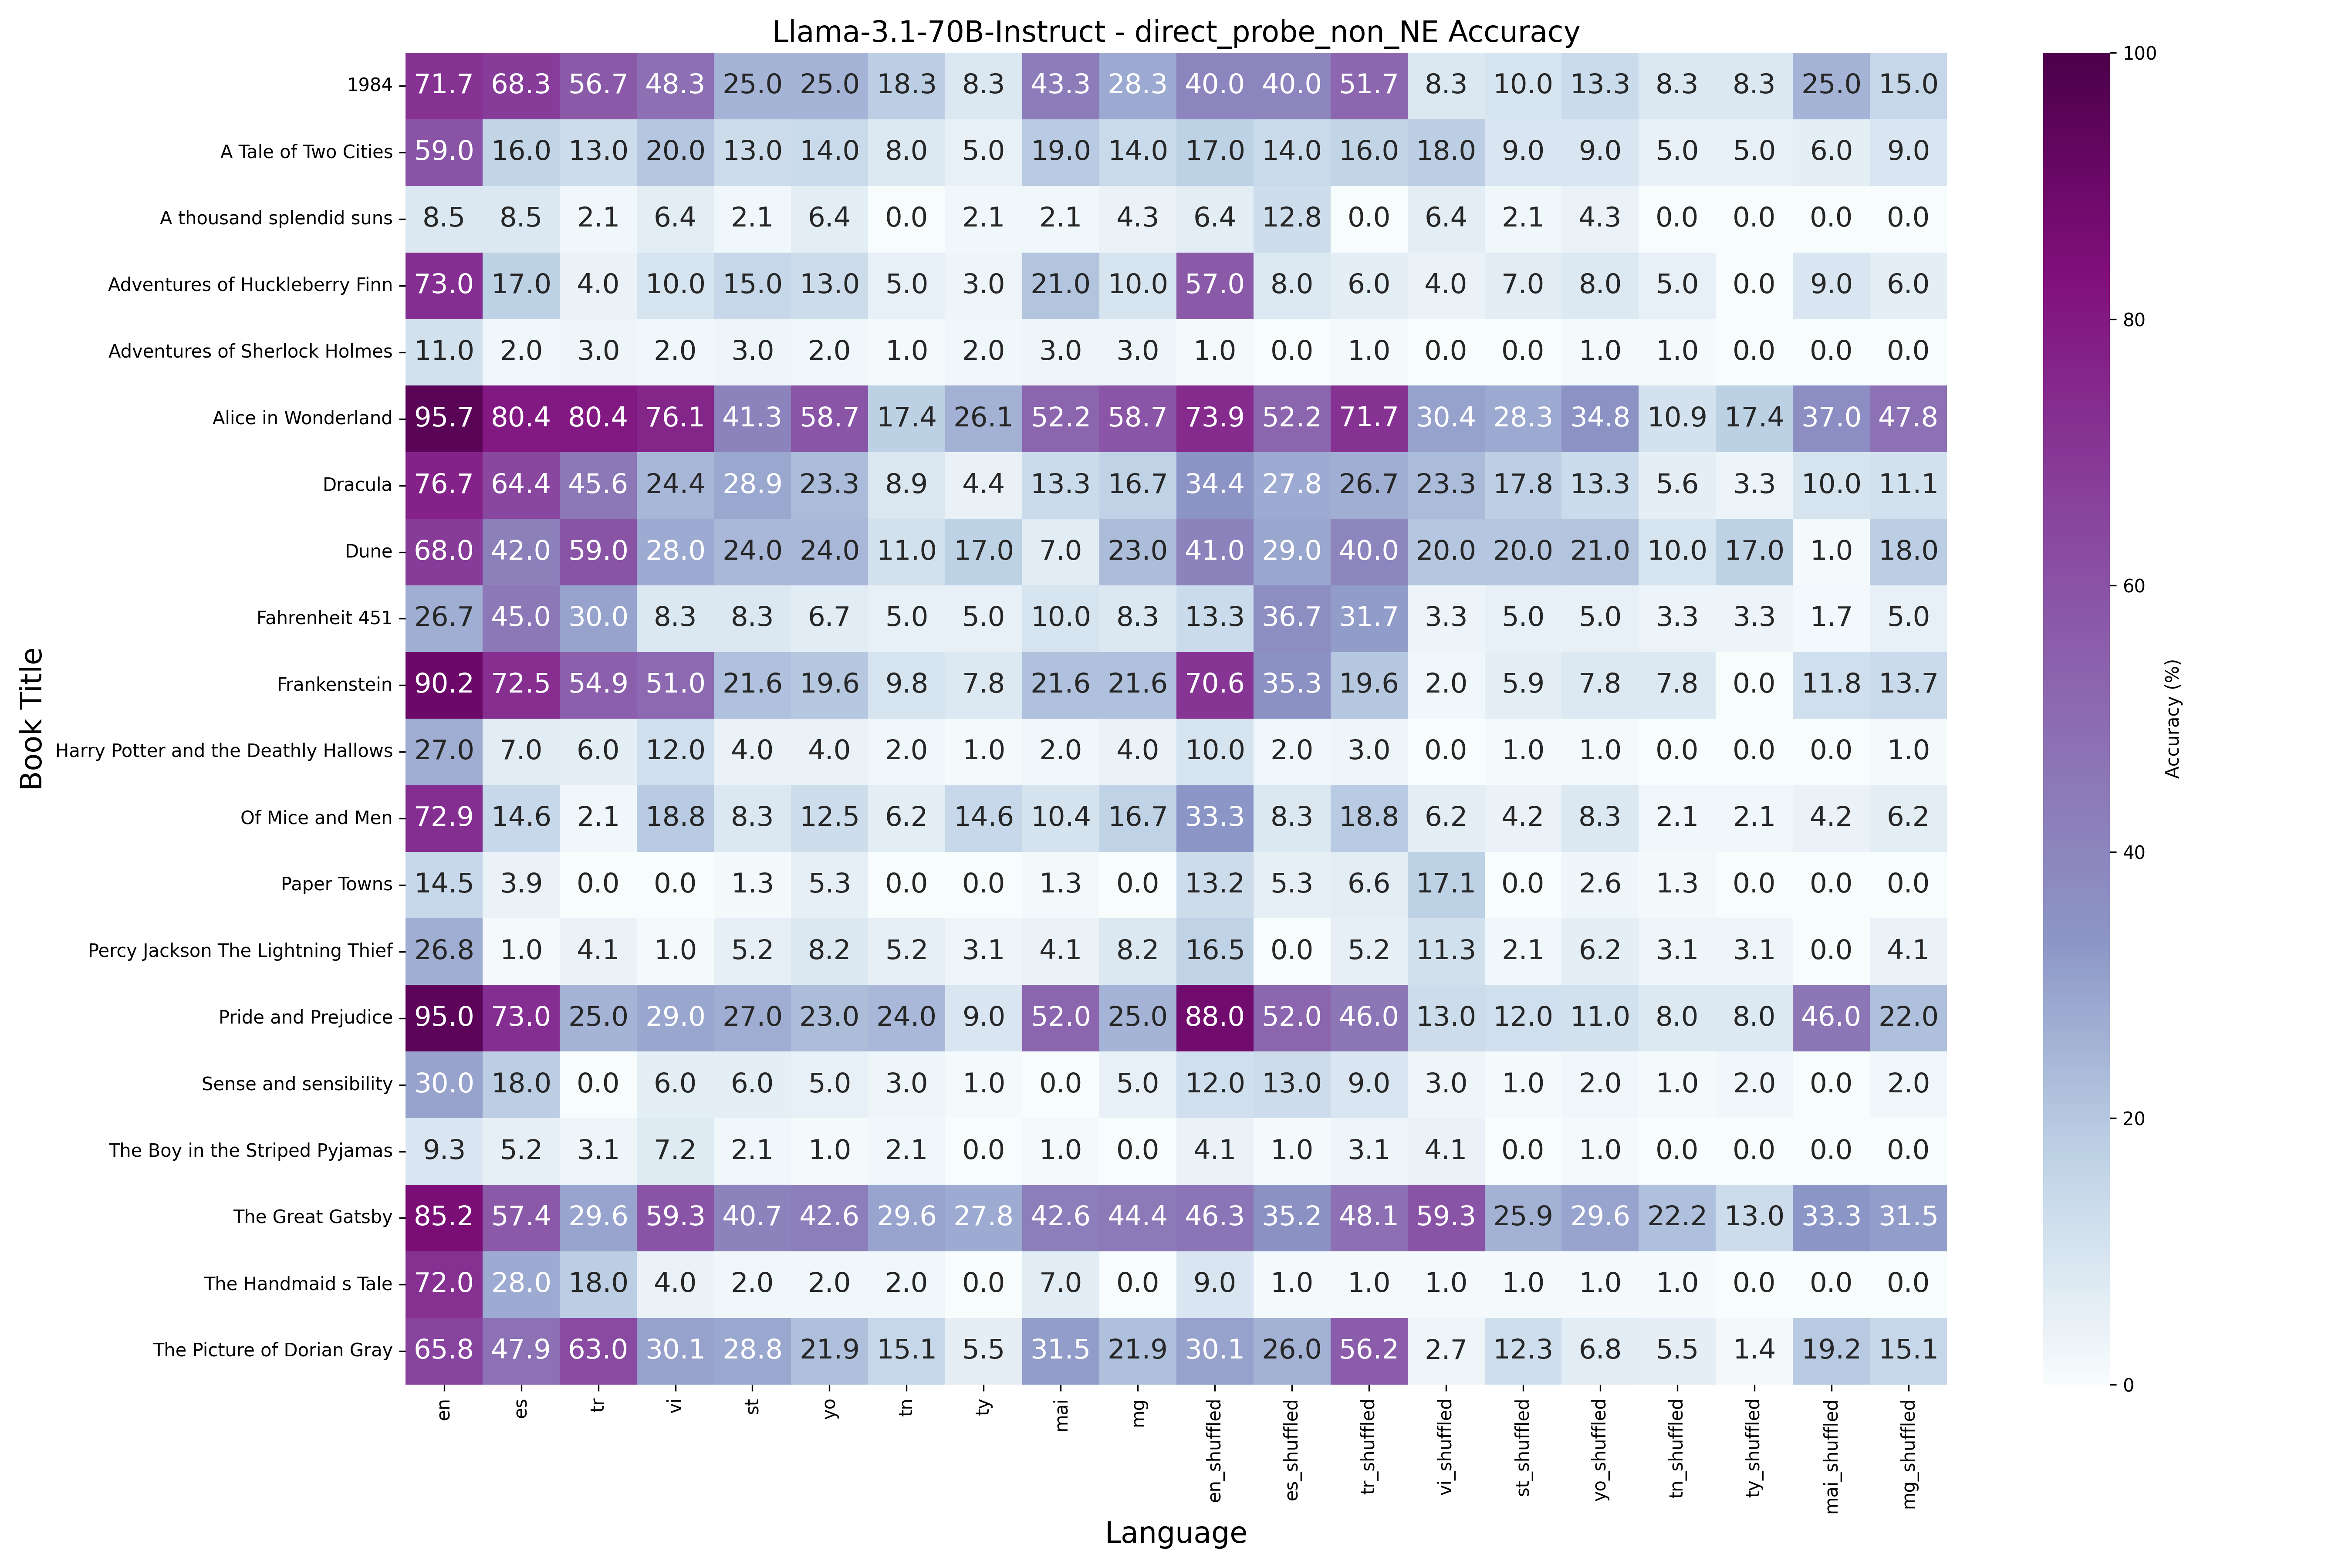 Llama-3.1-70B-Instruct - direct_probe_non_NE Accuracy
1984 71.7 68.3 56.7 48.3 25.0 25.0 18.3 8.3 43.3 28.3 40.0 40.0 51.7 8.3 10.0 13.3 8.3 8.3 25.0 15.0
A Tale of Two Cities 59.0 16.0 13.0 20.0 13.0 14.0 8.0 5.0 19.0 14.0 17.0 14.0 16.0 18.0 9.0 9.0 5.0 5.0 6.0 9.0
A thousand splendid suns 8.5 8.5 2.1 6.4 2.1 6.4 0.0 2.1 2.1 4.3 6.4 12.8 0.0 6.4 2.1 4.3 0.0 0.0 0.0 0.0
Adventures of Huckleberry Finn 73.0 17.0 4.0 10.0 15.0 13.0 5.0 3.0 21.0 10.0 57.0 8.0 6.0 4.0 7.0 8.0 5.0 0.0 9.0 6.0
Adventures of Sherlock Holmes 11.0 2.0 3.0 2.0 3.0 2.0 1.0 2.0 3.0 3.0 1.0 0.0 1.0 0.0 0.0 1.0 1.0 0.0 0.0 0.0
Alice in Wonderland 95.7 80.4 80.4 76.1 41.3 58.7 17.4 26.1 52.2 58.7 73.9 52.2 71.7 30.4 28.3 34.8 10.9 17.4 37.0 47.8
Dracula 76.7 64.4 45.6 24.4 28.9 23.3 8.9 4.4 13.3 16.7 34.4 27.8 26.7 23.3 17.8 13.3 5.6 3.3 10.0 11.1
Dune 68.0 42.0 59.0 28.0 24.0 24.0 11.0 17.0 7.0 23.0 41.0 29.0 40.0 20.0 20.0 21.0 10.0 17.0 1.0 18.0
Fahrenheit 451 26.7 45.0 30.0 8.3 8.3 6.7 5.0 5.0 10.0 8.3 13.3 36.7 31.7 3.3 5.0 5.0 3.3 3.3 1.7 5.0
Frankenstein 90.2 72.5 54.9 51.0 21.6 19.6 9.8 7.8 21.6 21.6 70.6 35.3 19.6 2.0 5.9 7.8 7.8 0.0 11.8 13.7
Harry Potter and the Deathly Hallows 27.0 7.0 6.0 12.0 4.0 4.0 2.0 1.0 2.0 4.0 10.0 2.0 3.0 0.0 1.0 1.0 0.0 0.0 0.0 1.0
Of Mice and Men 72.9 14.6 2.1 18.8 8.3 12.5 6.2 14.6 10.4 16.7 33.3 8.3 18.8 6.2 4.2 8.3 2.1 2.1 4.2 6.2
Paper Towns 14.5 3.9 0.0 0.0 1.3 5.3 0.0 0.0 1.3 0.0 13.2 5.3 6.6 17.1 0.0 2.6 1.3 0.0 0.0 0.0
Percy Jackson The Lightning Thief 26.8 1.0 4.1 1.0 5.2 8.2 5.2 3.1 4.1 8.2 16.5 0.0 5.2 11.3 2.1 6.2 3.1 3.1 0.0 4.1
Pride and Prejudice 95.0 73.0 25.0 29.0 27.0 23.0 24.0 9.0 52.0 25.0 88.0 52.0 46.0 13.0 12.0 11.0 8.0 8.0 46.0 22.0
Sense and sensibility 30.0 18.0 0.0 6.0 6.0 5.0 3.0 1.0 0.0 5.0 12.0 13.0 9.0 3.0 1.0 2.0 1.0 2.0 0.0 2.0
The Boy in the Striped Pyjamas 9.3 5.2 3.1 7.2 2.1 1.0 2.1 0.0 1.0 0.0 4.1 1.0 3.1 4.1 0.0 1.0 0.0 0.0 0.0 0.0
The Great Gatsby 85.2 57.4 29.6 59.3 40.7 42.6 29.6 27.8 42.6 44.4 46.3 35.2 48.1 59.3 25.9 29.6 22.2 13.0 33.3 31.5
The Handmaid s Tale 72.0 28.0 18.0 4.0 2.0 2.0 2.0 0.0 7.0 0.0 9.0 1.0 1.0 1.0 1.0 1.0 1.0 0.0 0.0 0.0
The Picture of Dorian Gray 65.8 47.9 63.0 30.1 28.8 21.9 15.1 5.5 31.5 21.9 30.1 26.0 56.2 2.7 12.3 6.8 5.5 1.4 19.2 15.1
en es tr vi st yo tn ty mai mg en_shuffled es_shuffled tr_shuffled vi_shuffled st_shuffled yo_shuffled tn_shuffled ty_shuffled mai_shuffled mg_shuffled
Language
Book Title
100
80
60
40
20
0
Accuracy (%)